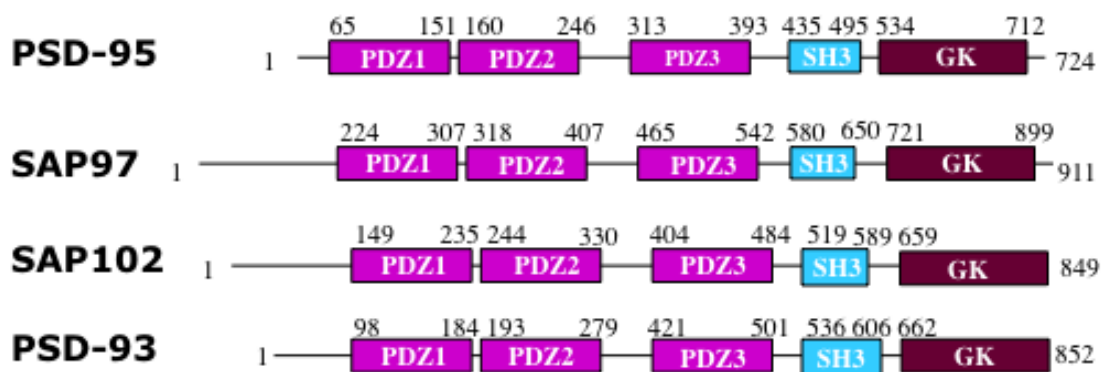 65 151 160 246 313 393 435 495 534 712
PSD-95 1 PDZ1 PDZ2 PDZ3 SH3 GK 724
224 307 318 407 465 542 580 650 721 899
SAP97 1 PDZ1 PDZ2 PDZ3 SH3 GK 911
149 235 244 330 404 484 519 589 659
SAP102 1 PDZ1 PDZ2 PDZ3 SH3 GK 849
98 184 193 279 421 501 536 606 662
PSD-93 1 PDZ1 PDZ2 PDZ3 SH3 GK 852